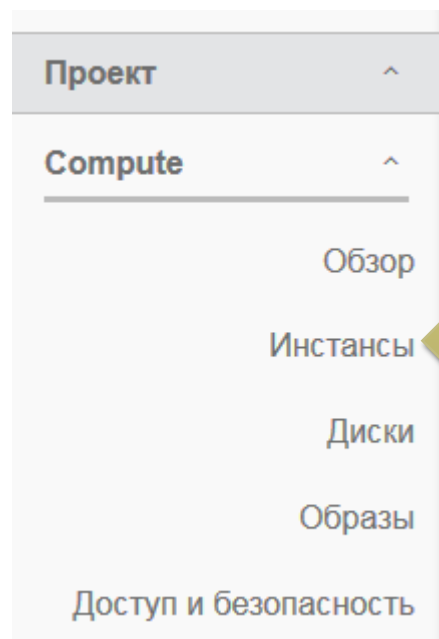 Проект
Compute
Обзор
Инстансы
Диски
Образы
Доступ и безопасность